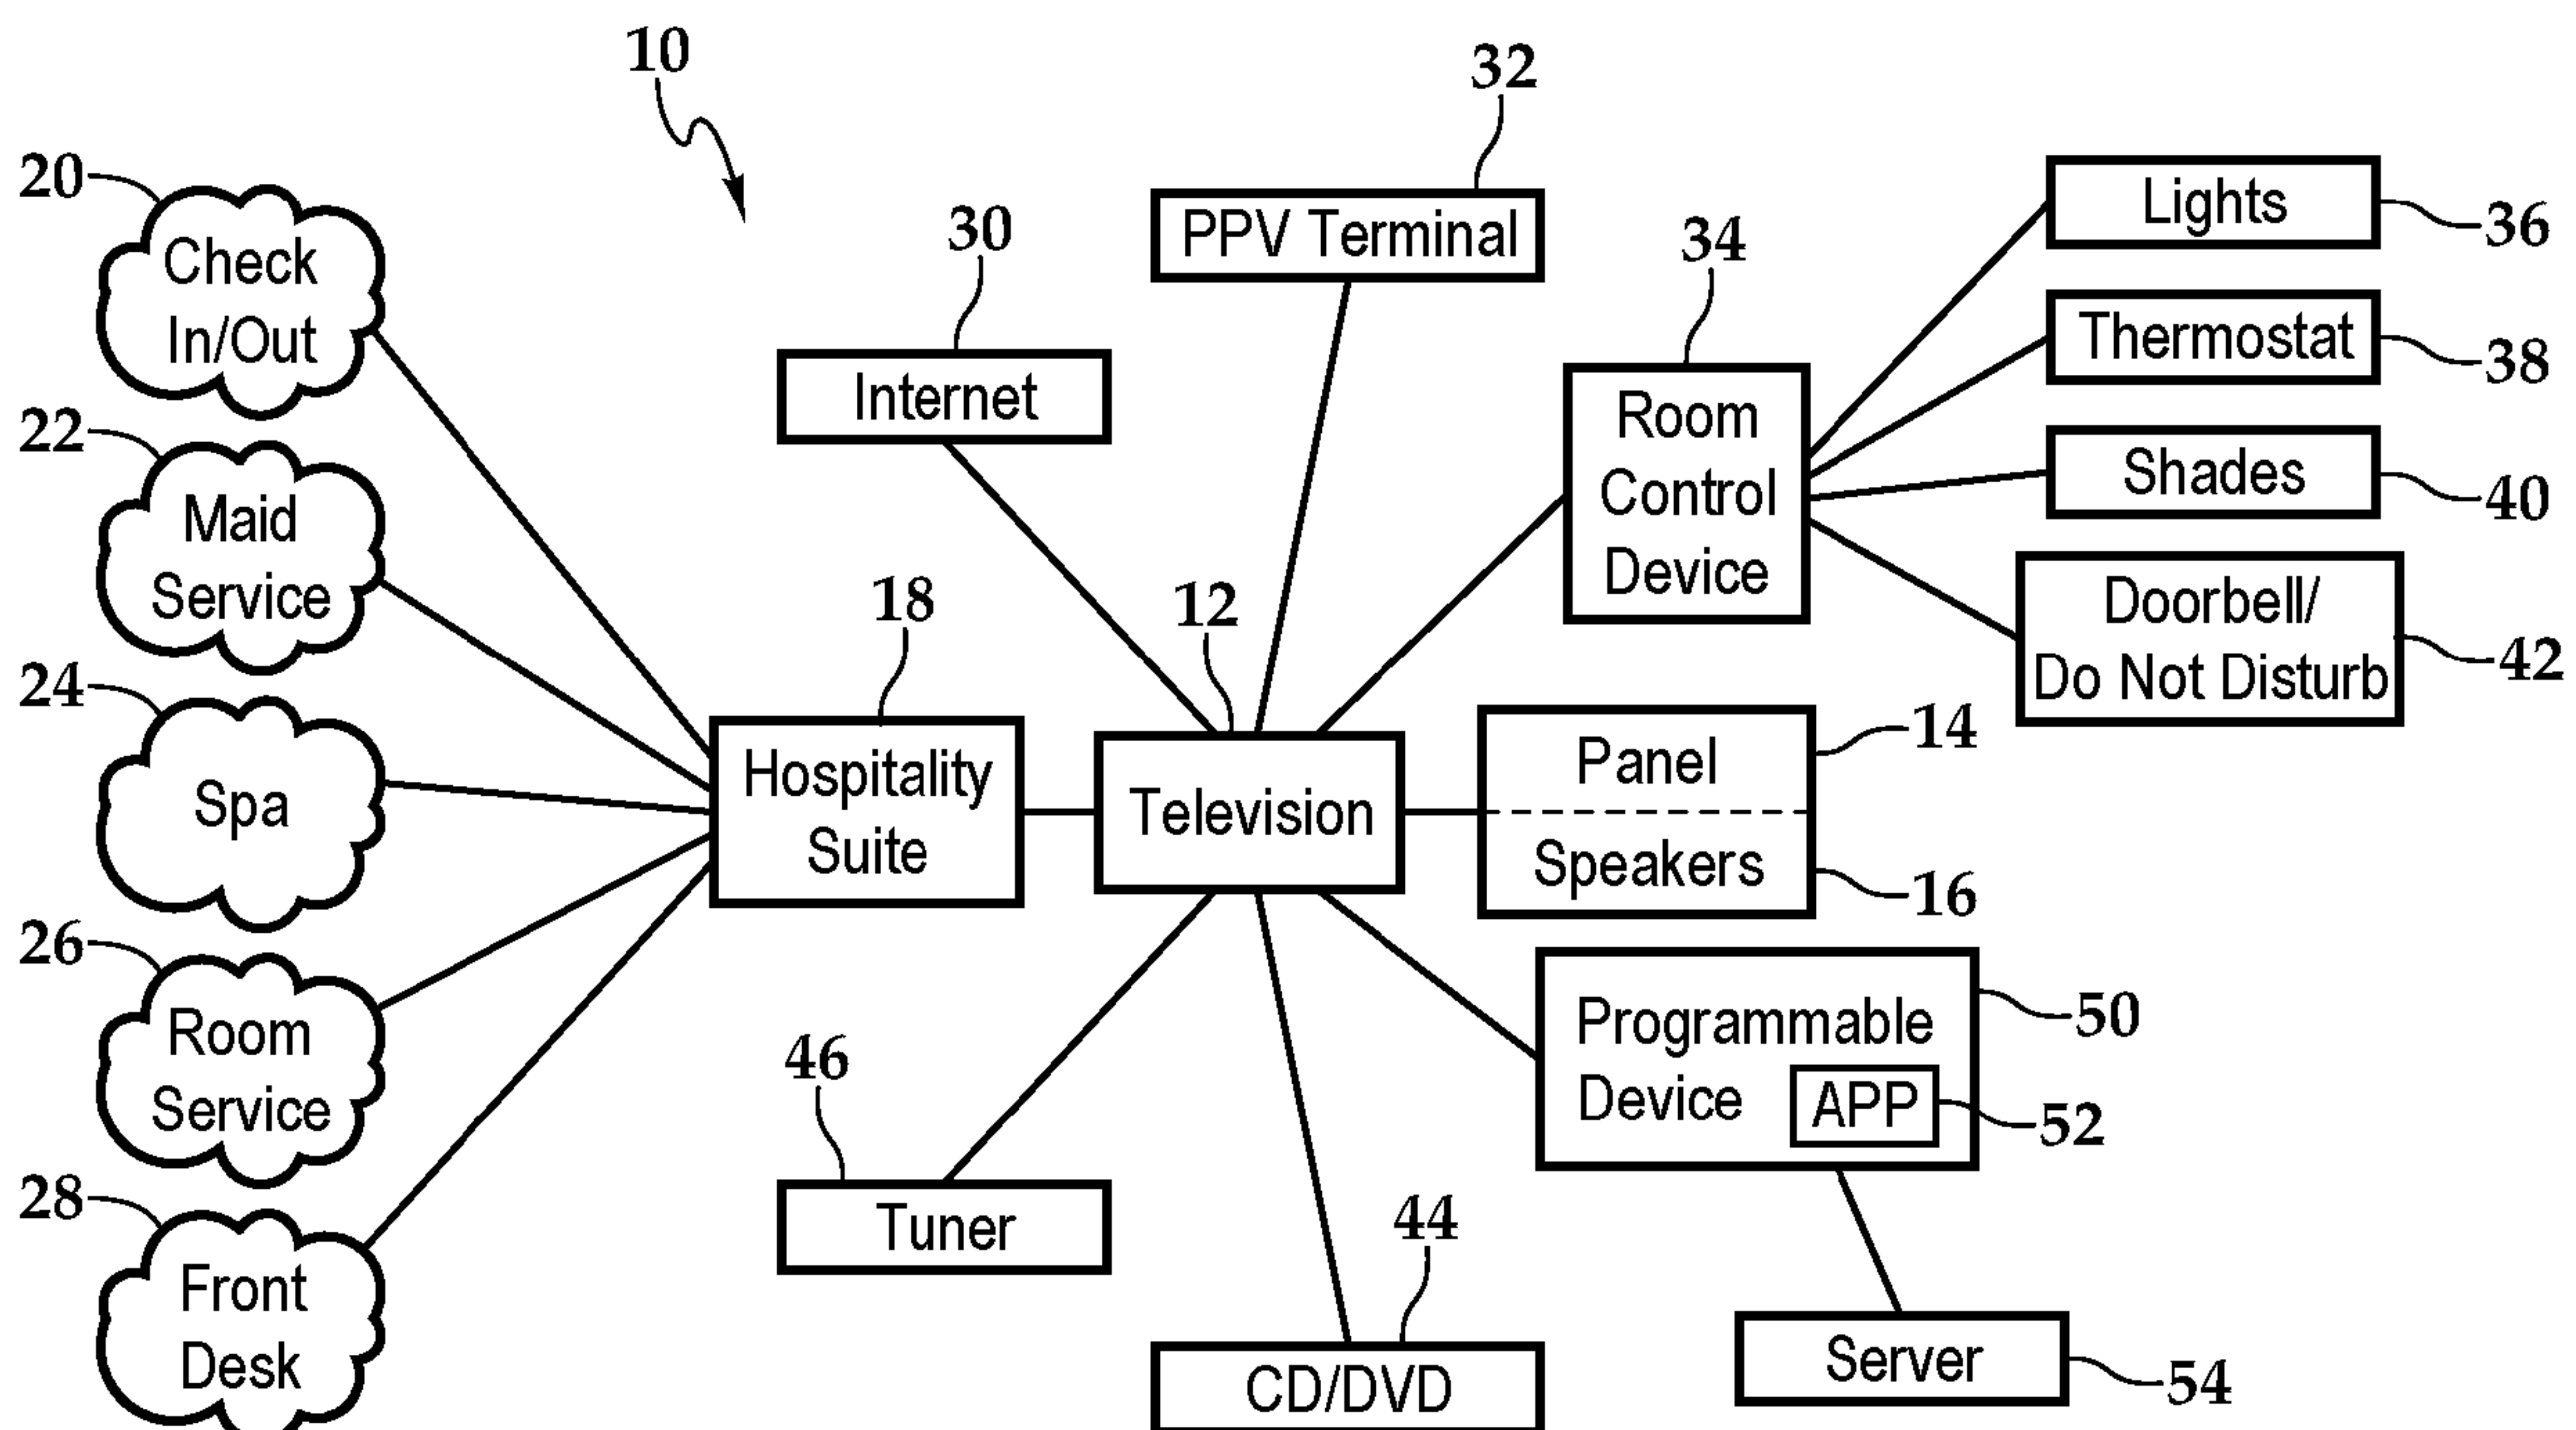 10
32
20
Check
In/Out
30
PPV Terminal
34
Lights
36
Internet
Thermostat
38
22
Maid
Service
Room
Control
Device
Shades
40
18
12
Doorbell/
Do Not Disturb
42
24
Spa
Hospitality
Suite
Television
Panel
14
Speakers
16
26
Room
Service
46
Tuner
Programmable
Device
50
APP
52
28
Front
Desk
44
CD/DVD
Server
54